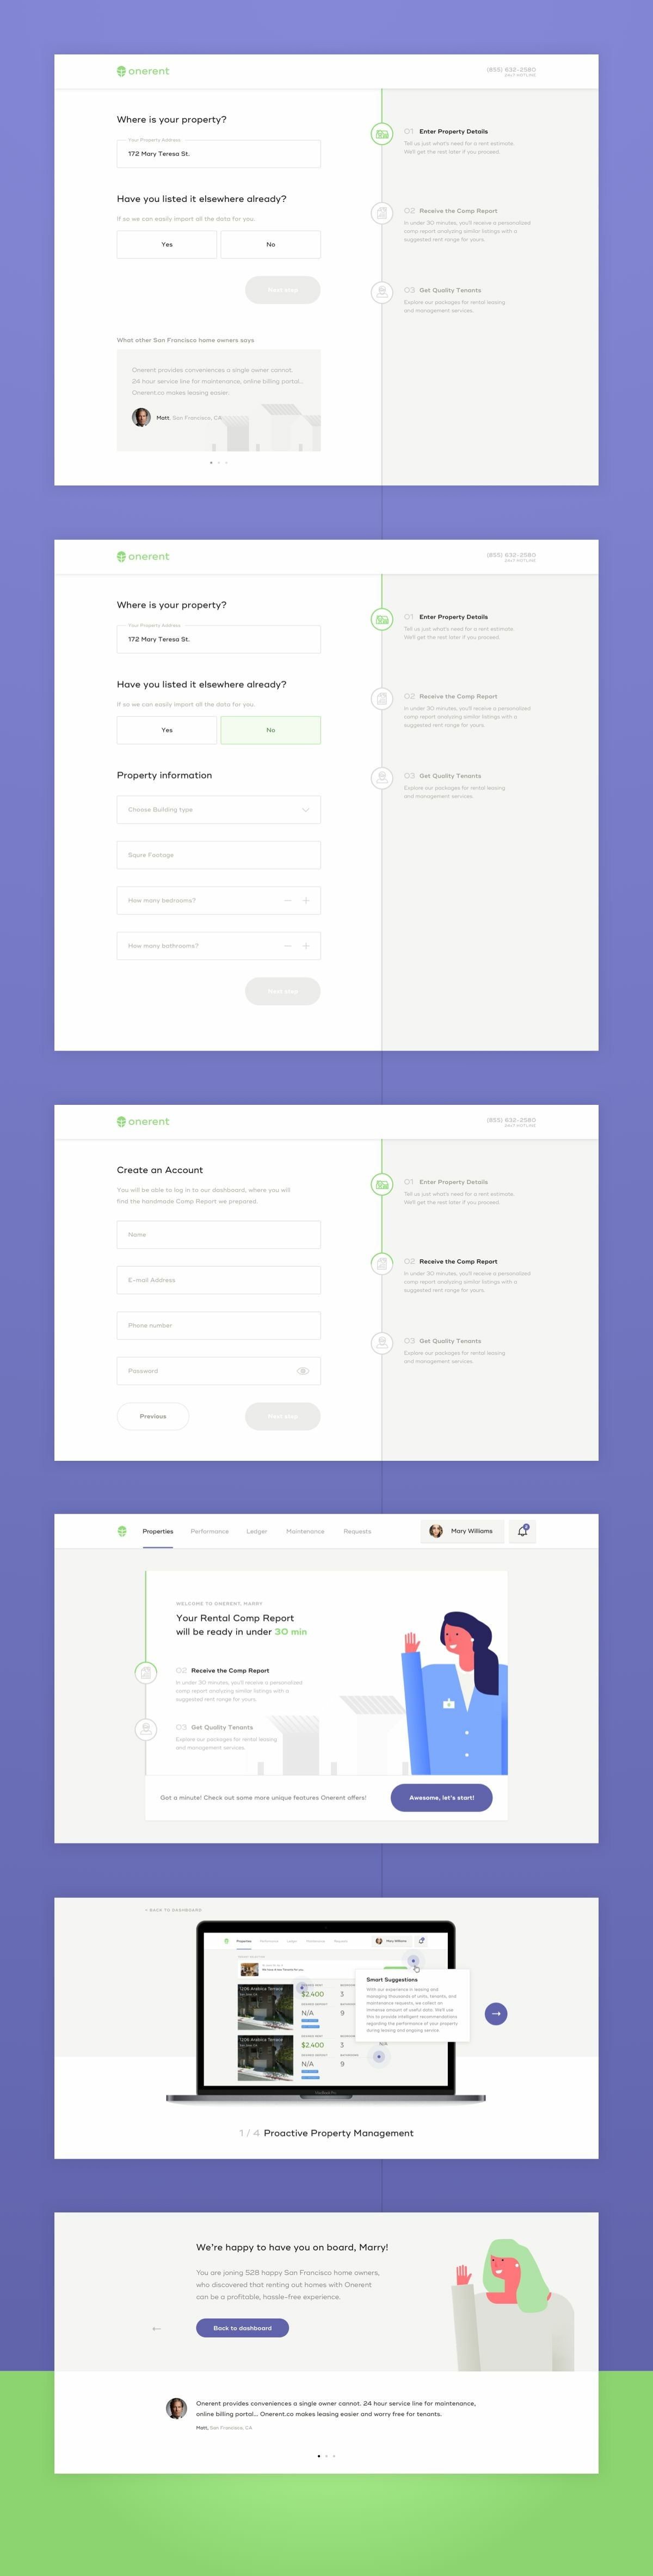 onerent
(855) 632-2580
24x7 HOTLINE
Where is your property?
Your Property Address
172 Mary Teresa St.
Have you listed it elsewhere already?
If so we can easily import all the data for you.
Yes
No
Next step
What other San Francisco home owners says
Onerent provides conveniences a single owner cannot.
24 hour service line for maintenance, online billing portal...
Onerent.co makes leasing easier.
Matt, San Francisco, CA
01 Enter Property Details
Tell us just what's need for a rent estimate.
We'll get the rest later if you proceed.
02 Receive the Comp Report
In under 30 minutes, you'll receive a personalized
comp report analyzing similar listings with a
suggested rent range for yours.
03 Get Quality Tenants
Explore our packages for rental leasing
and management services.
onerent
(855) 632-2580
24x7 HOTLINE
Where is your property?
Your Property Address
172 Mary Teresa St.
Have you listed it elsewhere already?
If so we can easily import all the data for you.
Yes
No
Property information
Choose Building type
Squre Footage
How many bedrooms?
How many bathrooms?
Next step
01 Enter Property Details
Tell us just what's need for a rent estimate.
We'll get the rest later if you proceed.
02 Receive the Comp Report
In under 30 minutes, you'll receive a personalized
comp report analyzing similar listings with a
suggested rent range for yours.
03 Get Quality Tenants
Explore our packages for rental leasing
and management services.
onerent
(855) 632-2580
24x7 HOTLINE
Create an Account
You will be able to log in to our dashboard, where you will
find the handmade Comp Report we prepared.
Name
E-mail Address
Phone number
Password
Previous
Next step
01 Enter Property Details
Tell us just what's need for a rent estimate.
We'll get the rest later if you proceed.
02 Receive the Comp Report
In under 30 minutes, you'll receive a personalized
comp report analyzing similar listings with a
suggested rent range for yours.
03 Get Quality Tenants
Explore our packages for rental leasing
and management services.
Properties
Performance
Ledger
Maintenance
Requests
Mary Williams
WELCOME TO ONERENT, MARRY
Your Rental Comp Report
will be ready in under 30 min
02 Receive the Comp Report
In under 30 minutes, you'll receive a personalized
comp report analyzing similar listings with a
suggested rent range for yours.
03 Get Quality Tenants
Explore our packages for rental leasing
and management services.
Got a minute! Check out some more unique features Onerent offers!
Awesome, let's start!
BACK TO DASHBOARD
Properties
Performance
Ledger
Maintenance
Requests
Mary Williams
Smart Suggestions
With our experience in leasing and
managing thousands of units, tenants, and
maintenance requests, we collect an
immense amount of useful data. We'll use
this to provide intelligent recommendations
regarding the performance of your property
during leasing and ongoing service.
1206 Arabica Terrace
$2,400
N/A
9
1206 Arabica Terrace
$2,400
9
N/A
N/A
9
MacBook Pro
1 / 4 Proactive Property Management
We're happy to have you on board, Marry!
You are joning 528 happy San Francisco home owners,
who discovered that renting out homes with Onerent
can be a profitable, hassle-free experience.
Back to dashboard
Onerent provides conveniences a single owner cannot. 24 hour service line for maintenance,
online billing portal... Onerent.co makes leasing easier and worry free for tenants.
Matt, San Francisco, CA